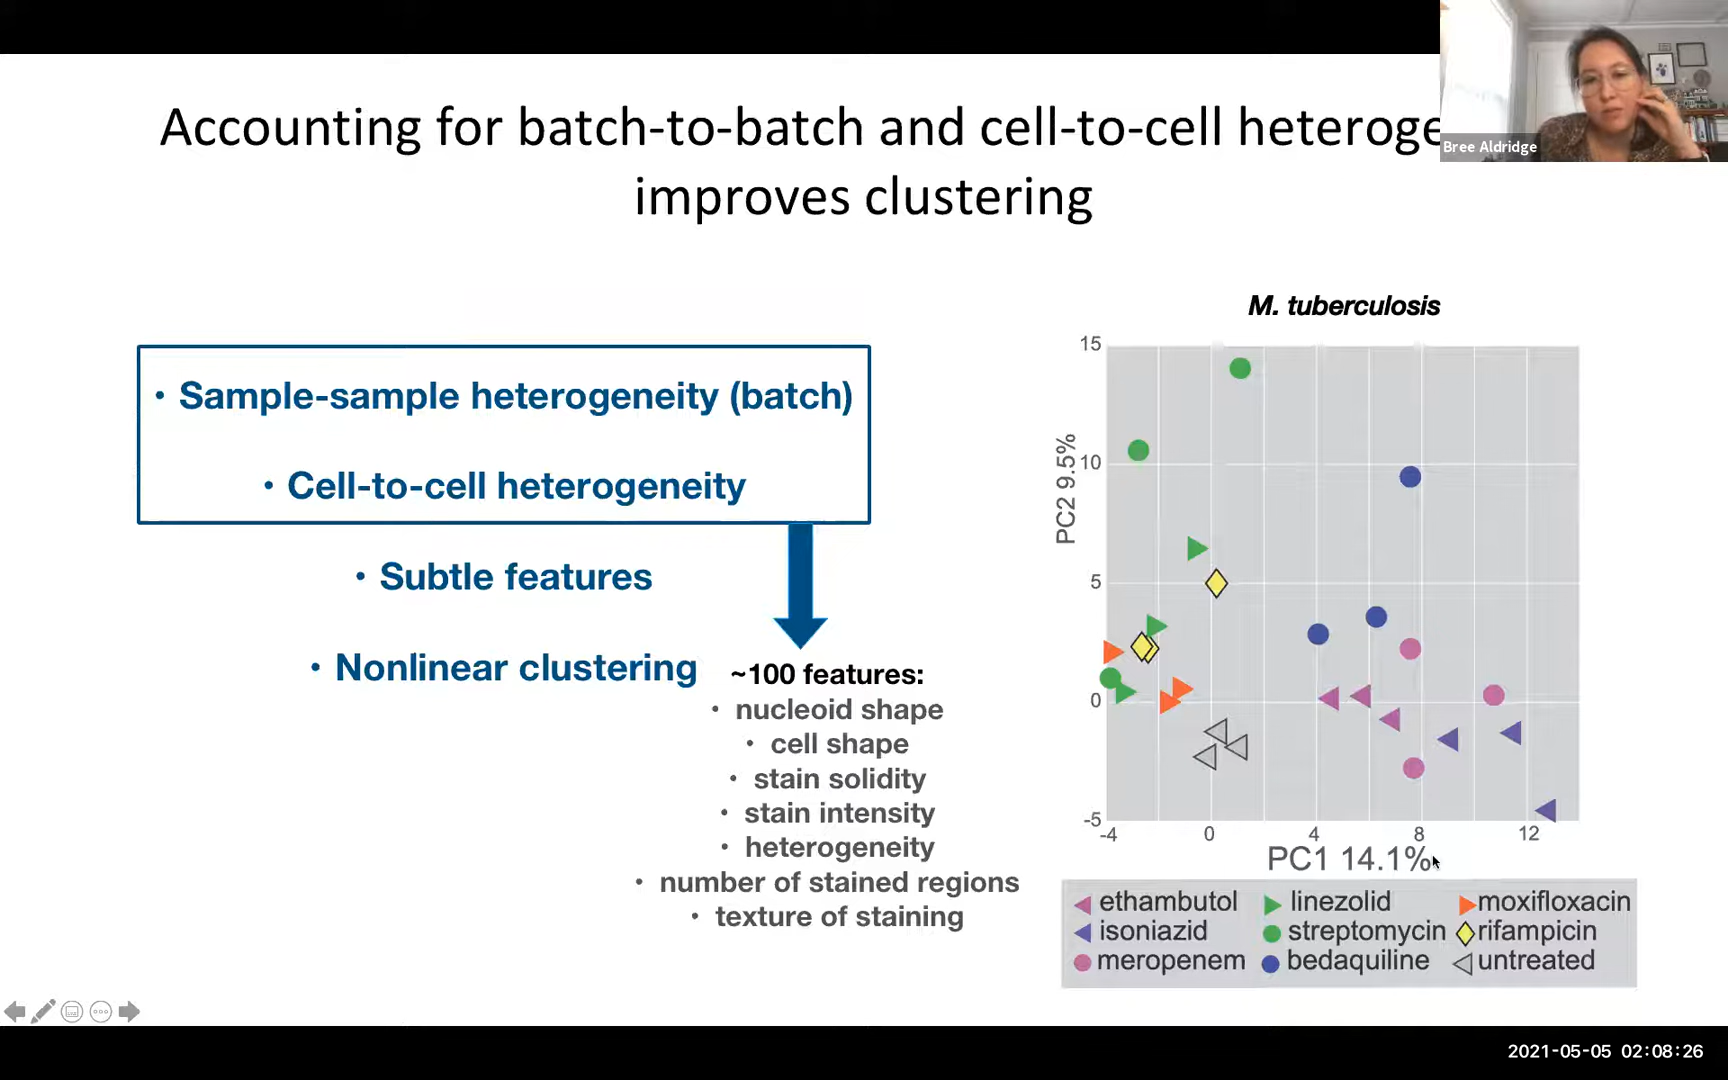 Accounting for batch-to-batch and cell-to-cell heteroge
improves clustering
Bree Aldridge
• Sample-sample heterogeneity (batch)
• Cell-to-cell heterogeneity
• Subtle features
• Nonlinear clustering
~100 features:
• nucleoid shape
• cell shape
• stain solidity
• stain intensity
• heterogeneity
• number of stained regions
• texture of staining
M. tuberculosis
15
10
5
0
-5
PC2 9.5%
-4 0 4 8 12
PC1 14.1%
ethambutol linezolid moxifloxacin
isoniazid streptomycin rifampicin
meropenem bedaquiline untreated
2021-05-05 02:08:26